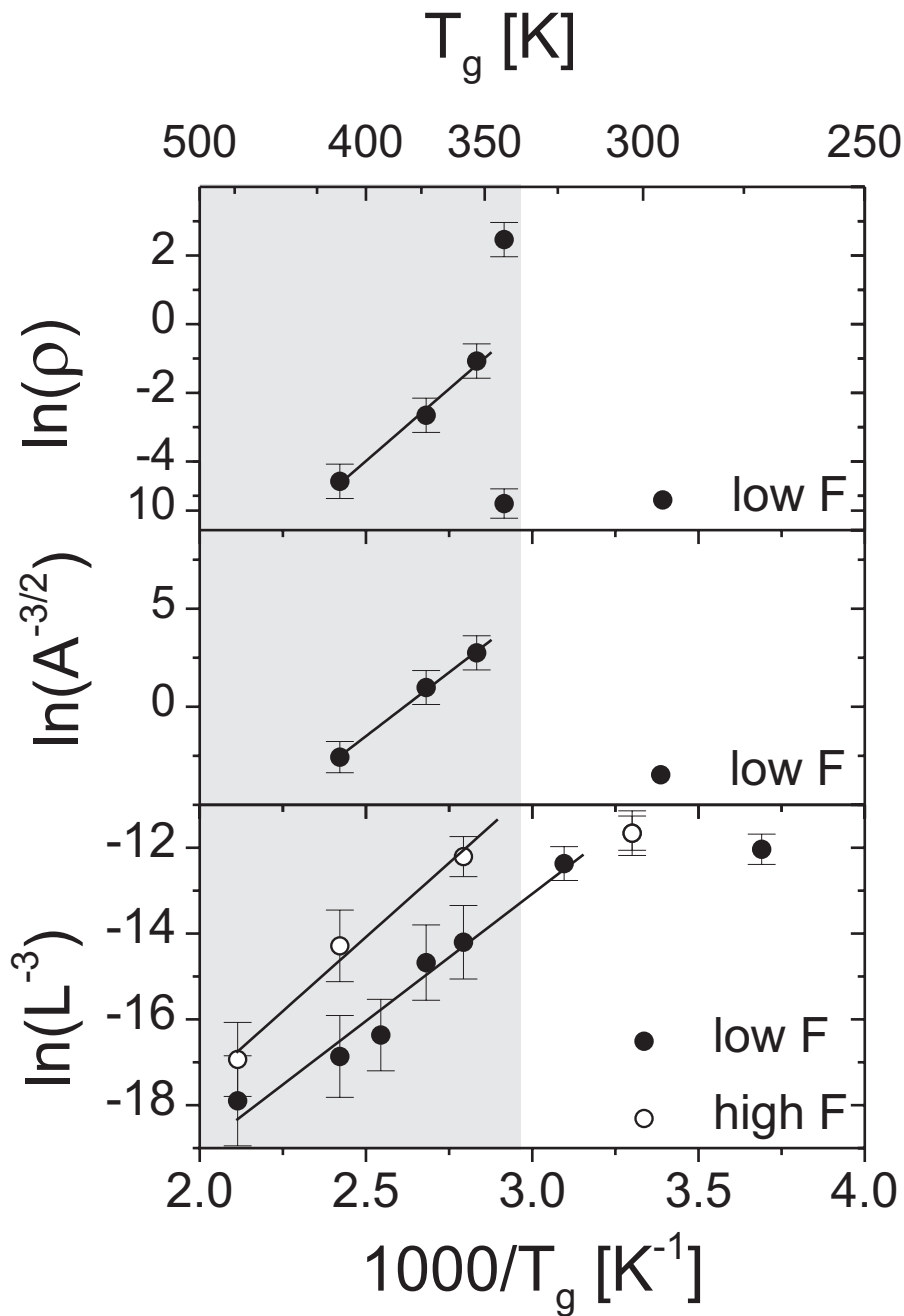 T_g [K]
500 400 350 300 250
ln(ρ)
2
0
-2
-4
low F
ln(A^{-3/2})
10
5
0
low F
ln(L^{-3})
-12
-14
-16
-18
low F
high F
2.0 2.5 3.0 3.5 4.0
1000/T_g [K^{-1}]